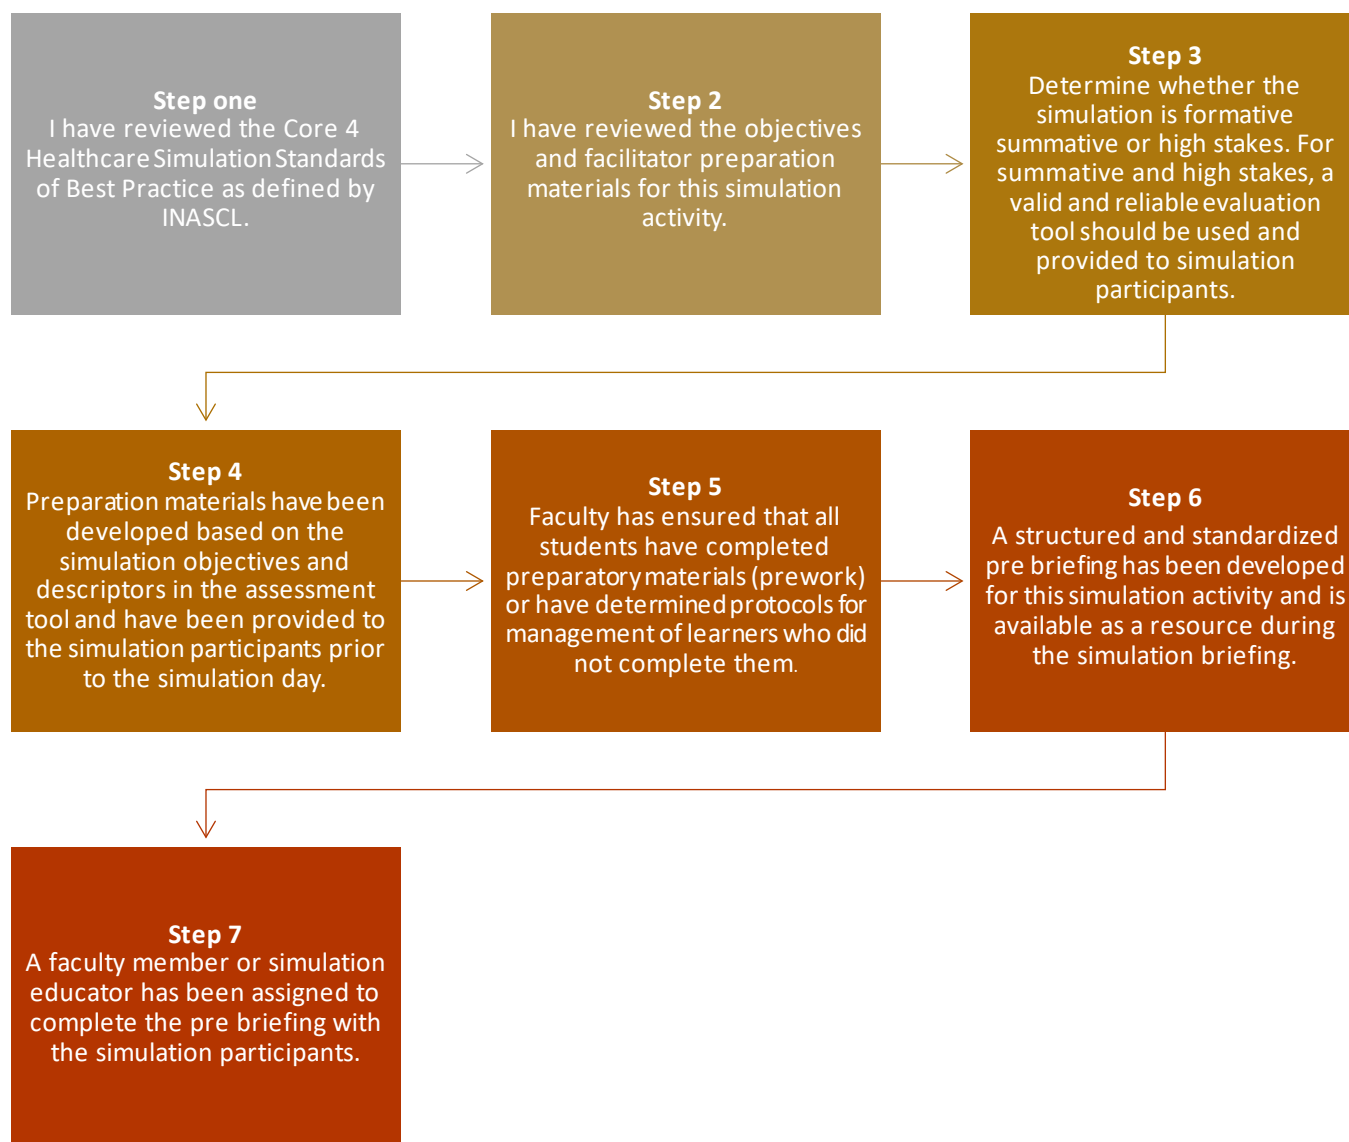 Step one
I have reviewed the Core 4
Healthcare Simulation Standards
of Best Practice as defined by
INASCL.
Step 2
I have reviewed the objectives
and facilitator preparation
materials for this simulation
activity.
Step 3
Determine whether the
simulation is formative
summative or high stakes. For
summative and high stakes, a
valid and reliable evaluation
tool should be used and
provided to simulation
participants.
Step 4
Preparation materials have been
developed based on the
simulation objectives and
descriptors in the assessment
tool and have been provided to
the simulation participants prior
to the simulation day.
Step 5
Faculty has ensured that all
students have completed
preparatory materials (prework)
or have determined protocols for
management of learners who did
not complete them.
Step 6
A structured and standardized
pre briefing has been developed
for this simulation activity and is
available as a resource during
the simulation briefing.
Step 7
A faculty member or simulation
educator has been assigned to
complete the pre briefing with
the simulation participants.